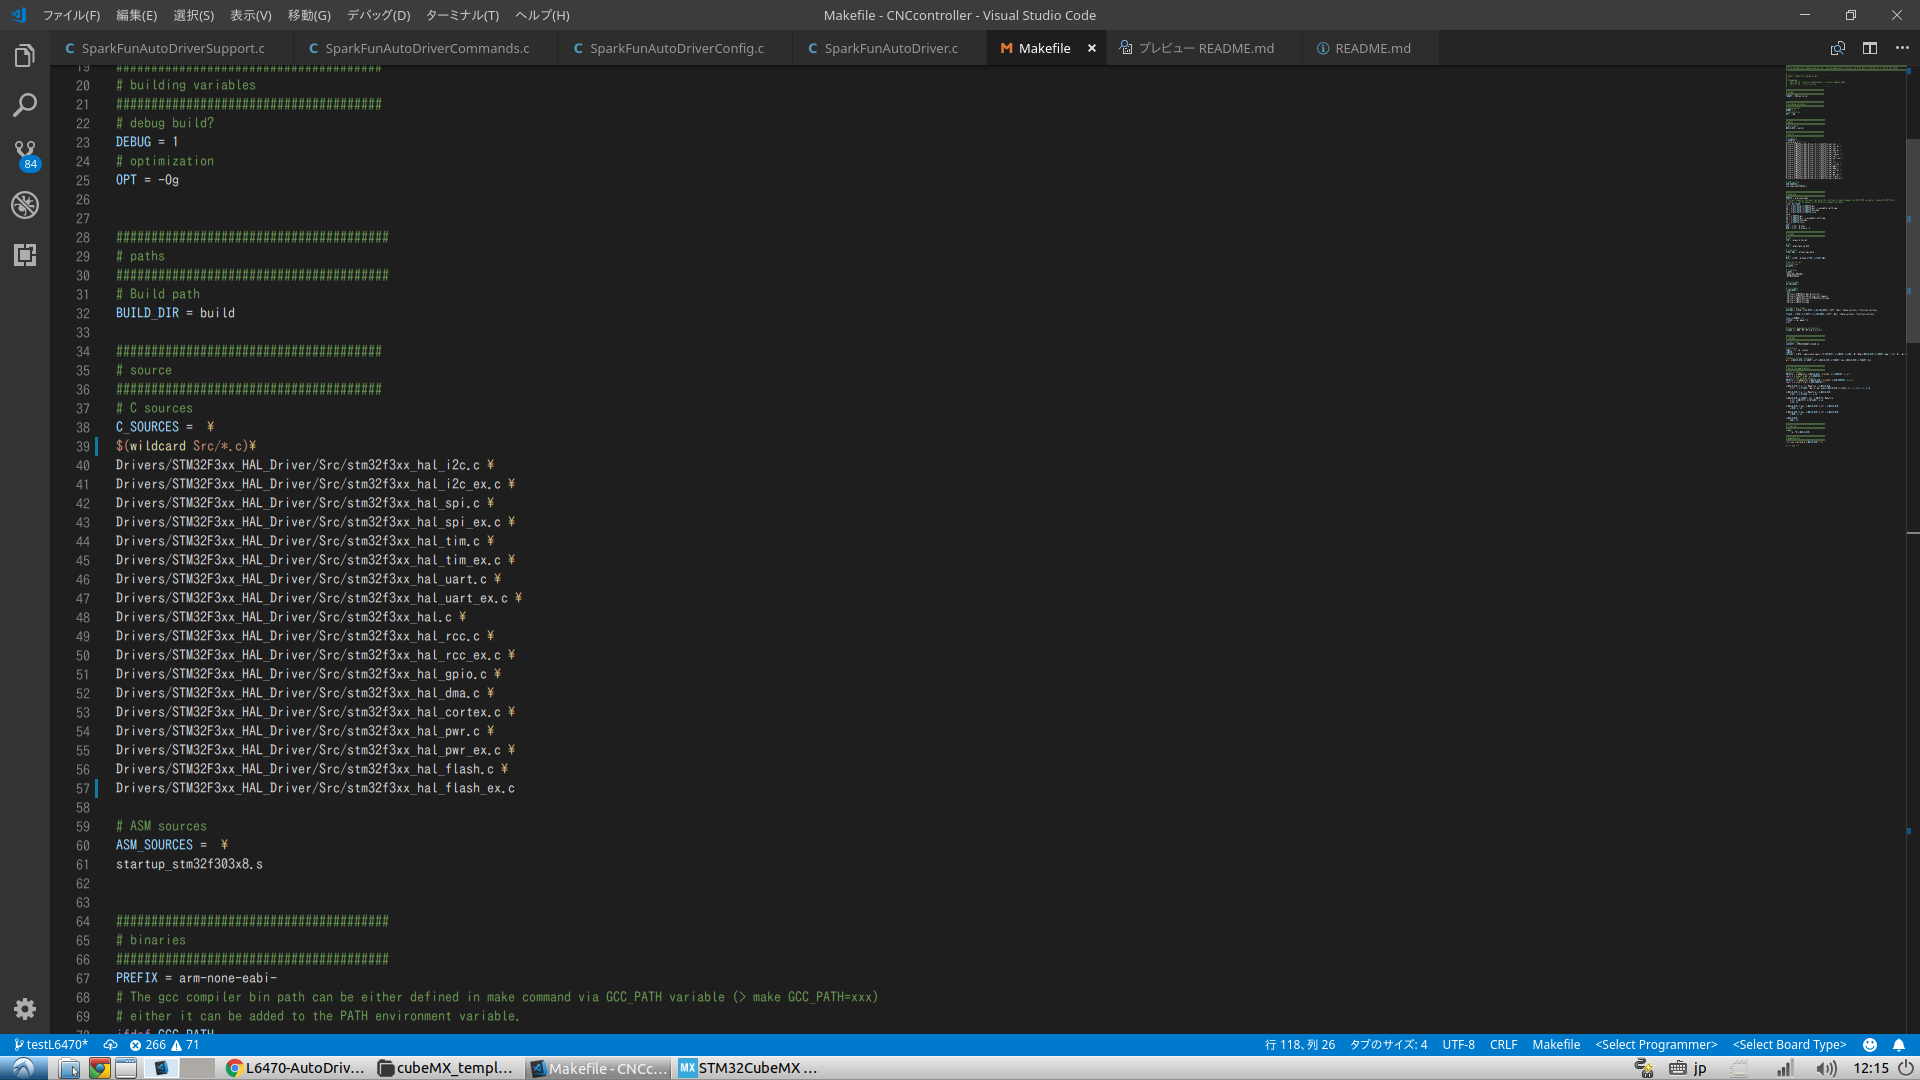 ファイル(F) 編集(E) 選択(S) 表示(V) 移動(G) デバッグ(D) ターミナル(T) ヘルプ(H) Makefile - CNCcontroller - Visual Studio Code
SparkFunAutoDriverSupport.c SparkFunAutoDriverCommands.c SparkFunAutoDriverConfig.c SparkFunAutoDriver.c Makefile プレビュー README.md README.md
19 ######################################
20 # building variables
21 ######################################
22 # debug build?
23 DEBUG = 1
24 # optimization
25 OPT = -Og
26
27
28 #######################################
29 # paths
30 #######################################
31 # Build path
32 BUILD_DIR = build
33
34 ######################################
35 # source
36 ######################################
37 # C sources
38 C_SOURCES =  ¥
39 $(wildcard Src/*.c)¥
40 Drivers/STM32F3xx_HAL_Driver/Src/stm32f3xx_hal_i2c.c ¥
41 Drivers/STM32F3xx_HAL_Driver/Src/stm32f3xx_hal_i2c_ex.c ¥
42 Drivers/STM32F3xx_HAL_Driver/Src/stm32f3xx_hal_spi.c ¥
43 Drivers/STM32F3xx_HAL_Driver/Src/stm32f3xx_hal_spi_ex.c ¥
44 Drivers/STM32F3xx_HAL_Driver/Src/stm32f3xx_hal_tim.c ¥
45 Drivers/STM32F3xx_HAL_Driver/Src/stm32f3xx_hal_tim_ex.c ¥
46 Drivers/STM32F3xx_HAL_Driver/Src/stm32f3xx_hal_uart.c ¥
47 Drivers/STM32F3xx_HAL_Driver/Src/stm32f3xx_hal_uart_ex.c ¥
48 Drivers/STM32F3xx_HAL_Driver/Src/stm32f3xx_hal.c ¥
49 Drivers/STM32F3xx_HAL_Driver/Src/stm32f3xx_hal_rcc.c ¥
50 Drivers/STM32F3xx_HAL_Driver/Src/stm32f3xx_hal_rcc_ex.c ¥
51 Drivers/STM32F3xx_HAL_Driver/Src/stm32f3xx_hal_gpio.c ¥
52 Drivers/STM32F3xx_HAL_Driver/Src/stm32f3xx_hal_dma.c ¥
53 Drivers/STM32F3xx_HAL_Driver/Src/stm32f3xx_hal_cortex.c ¥
54 Drivers/STM32F3xx_HAL_Driver/Src/stm32f3xx_hal_pwr.c ¥
55 Drivers/STM32F3xx_HAL_Driver/Src/stm32f3xx_hal_pwr_ex.c ¥
56 Drivers/STM32F3xx_HAL_Driver/Src/stm32f3xx_hal_flash.c ¥
57 Drivers/STM32F3xx_HAL_Driver/Src/stm32f3xx_hal_flash_ex.c
58
59 # ASM sources
60 ASM_SOURCES =  ¥
61 startup_stm32f303x8.s
62
63
64 #######################################
65 # binaries
66 #######################################
67 PREFIX = arm-none-eabi-
68 # The gcc compiler bin path can be either defined in make command via GCC_PATH variable (> make GCC_PATH=xxx)
69 # either it can be added to the PATH environment variable.
70 ifdef GCC_PATH
84
testL6470* 266 71 行 118、列 26 タブのサイズ: 4 UTF-8 CRLF Makefile <Select Programmer> <Select Board Type>
L6470-AutoDriv... cubeMX_templ... Makefile - CNCc... MX STM32CubeMX ... jp 12:15